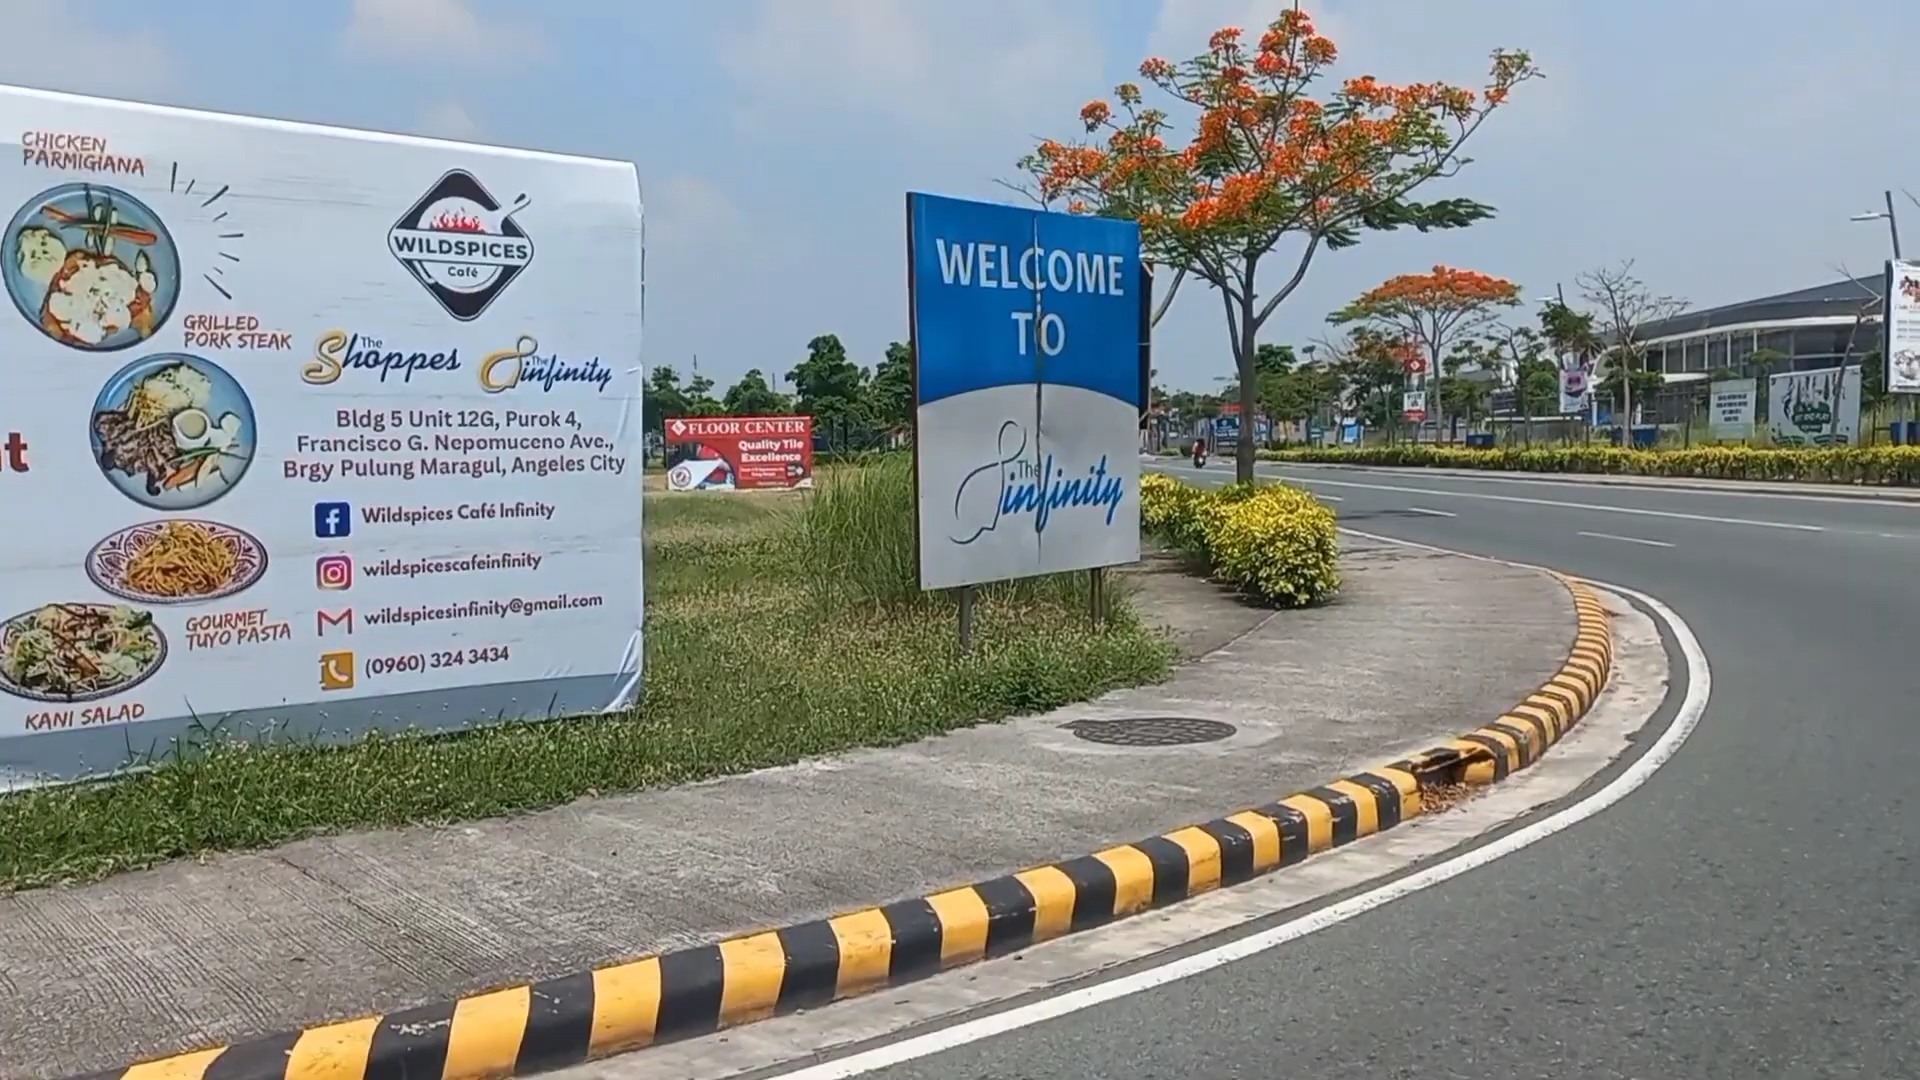 CHICKEN
PARMIGIANA
GRILLED
PORK STEAK
GOURMET
TUYO PASTA
KANI SALAD
WILDSPICES
Café
The Shoppes
The infinity
Bldg 5 Unit 12G, Purok 4,
Francisco G. Nepomuceno Ave.,
Brgy Pulung Maragul, Angeles City
Wildspices Café Infinity
wildspicescafeinfinity
wildspicesinfinity@gmail.com
(0960) 324 3434
FLOOR CENTER
Quality Tile
Excellence
WELCOME
TO
The infinity